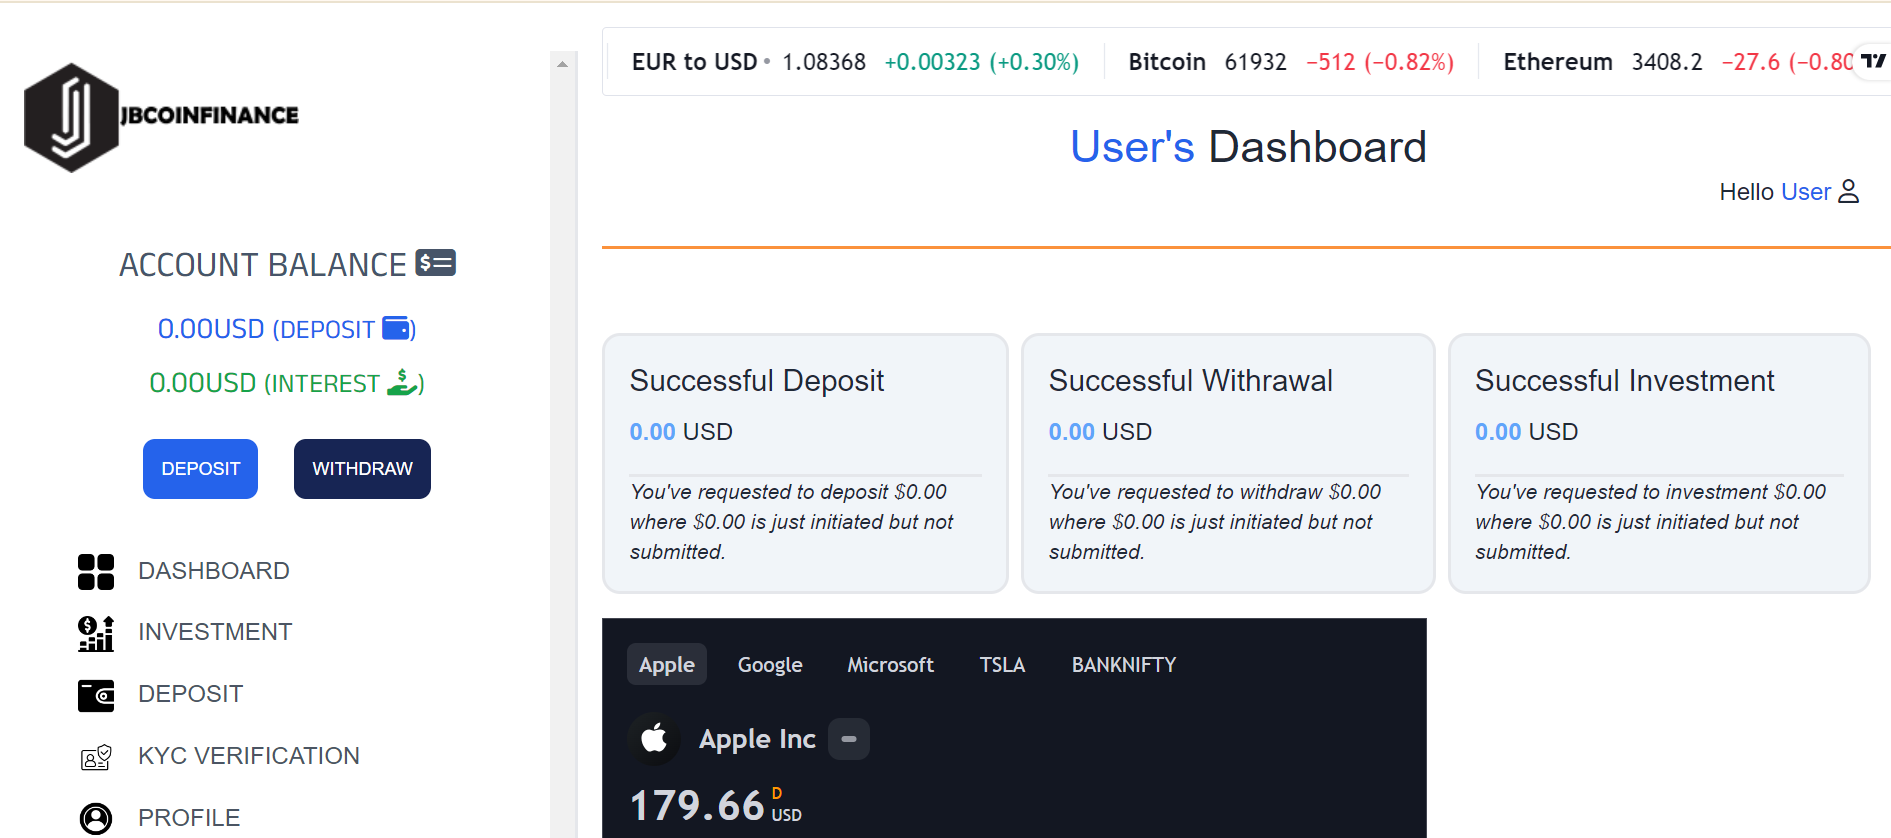 JBCOINFINANCE
ACCOUNT BALANCE
0.00USD (DEPOSIT)
0.00USD (INTEREST)
DEPOSIT WITHDRAW
DASHBOARD
INVESTMENT
DEPOSIT
KYC VERIFICATION
PROFILE
EUR to USD • 1.08368 +0.00323 (+0.30%) Bitcoin 61932 −512 (−0.82%) Ethereum 3408.2 −27.6 (−0.80
User's Dashboard
Hello User
Successful Deposit
0.00 USD
You've requested to deposit $0.00
where $0.00 is just initiated but not
submitted.
Successful Withrawal
0.00 USD
You've requested to withdraw $0.00
where $0.00 is just initiated but not
submitted.
Successful Investment
0.00 USD
You've requested to investment $0.00
where $0.00 is just initiated but not
submitted.
Apple Google Microsoft TSLA BANKNIFTY
Apple Inc
179.66 D USD